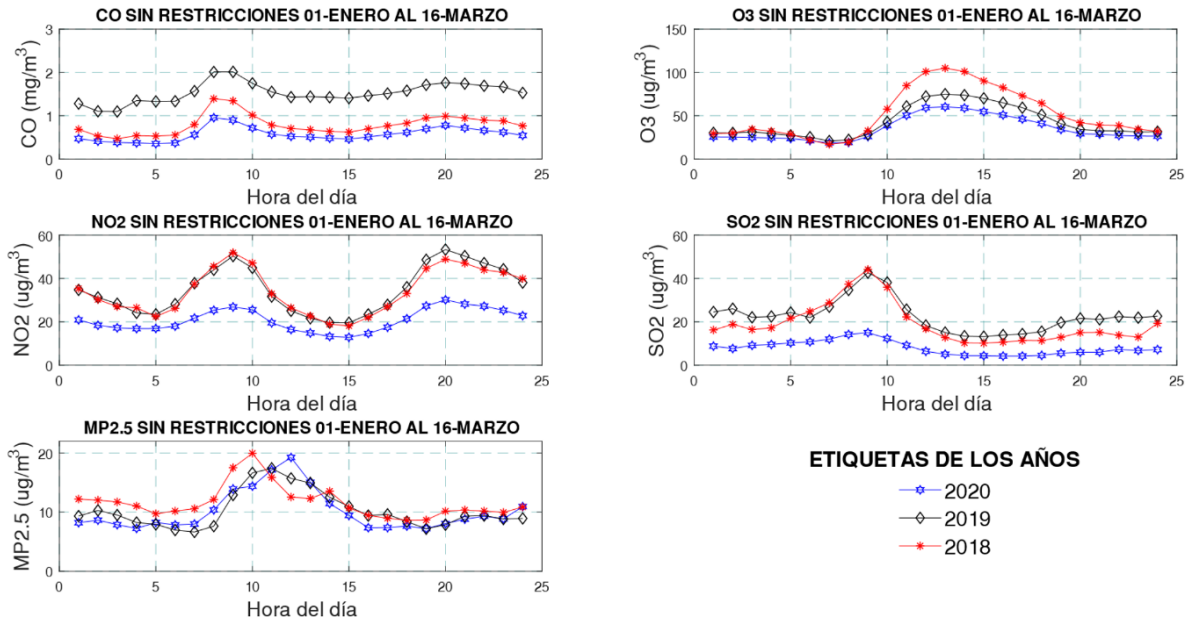 CO SIN RESTRICCIONES 01-ENERO AL 16-MARZO
CO (mg/m³)
3
2
1
0
0 5 10 15 20 25
Hora del día
O3 SIN RESTRICCIONES 01-ENERO AL 16-MARZO
O3 (ug/m³)
150
100
50
0
0 5 10 15 20 25
Hora del día
NO2 SIN RESTRICCIONES 01-ENERO AL 16-MARZO
NO2 (ug/m³)
60
40
20
0
0 5 10 15 20 25
Hora del día
SO2 SIN RESTRICCIONES 01-ENERO AL 16-MARZO
SO2 (ug/m³)
60
40
20
0
0 5 10 15 20 25
Hora del día
MP2.5 SIN RESTRICCIONES 01-ENERO AL 16-MARZO
MP2.5 (ug/m³)
20
10
0
0 5 10 15 20 25
Hora del día
ETIQUETAS DE LOS AÑOS
2020
2019
2018